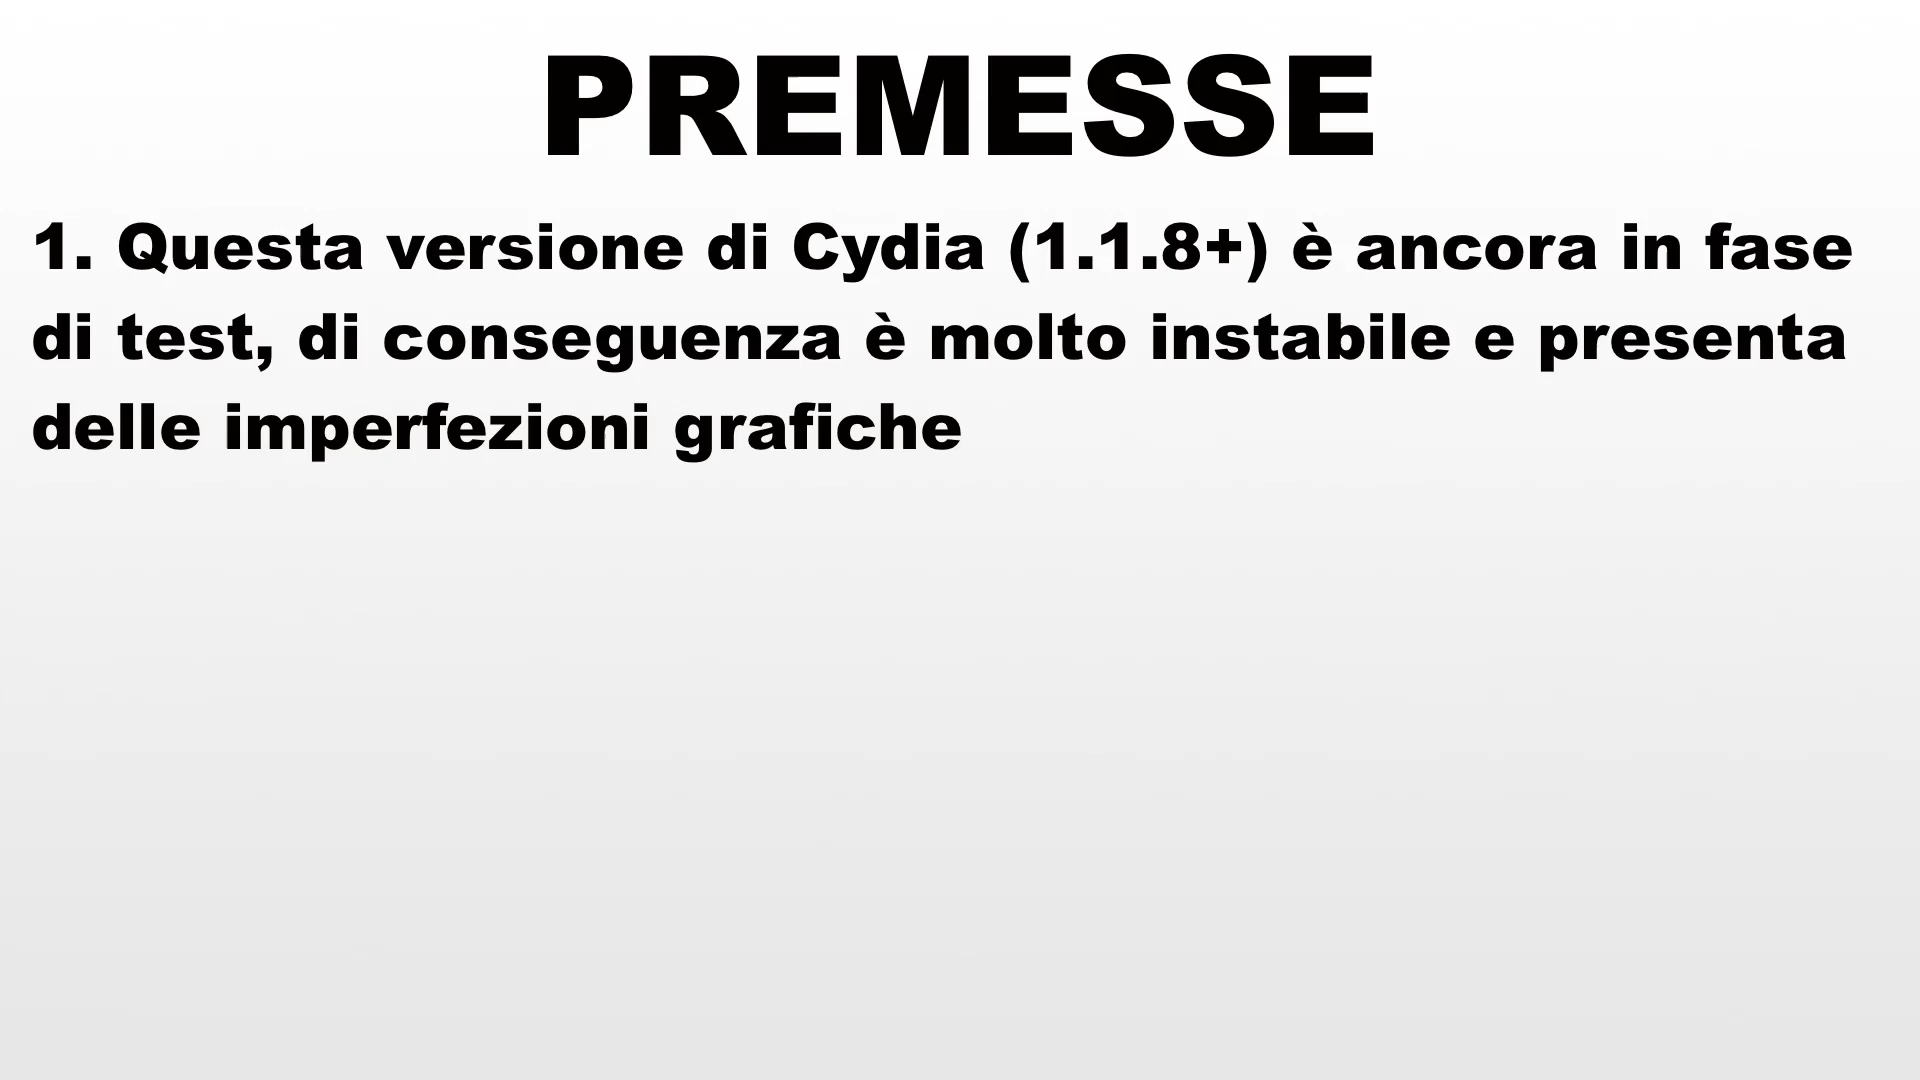 PREMESSE
1. Questa versione di Cydia (1.1.8+) è ancora in fase
di test, di conseguenza è molto instabile e presenta
delle imperfezioni grafiche